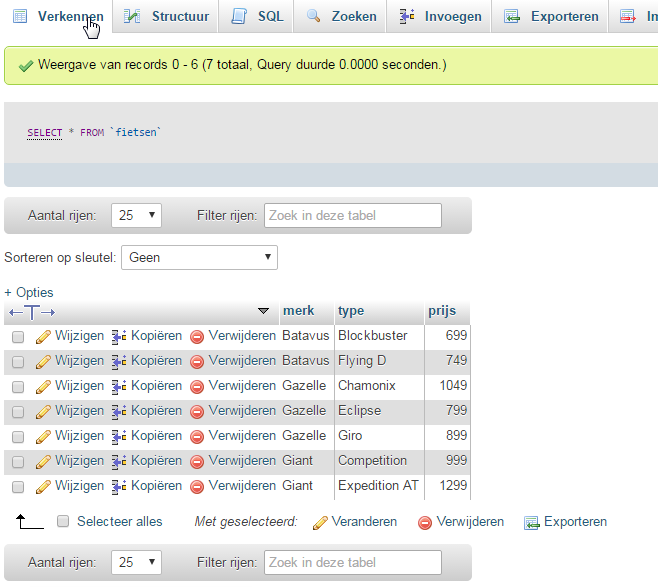 Verkennen Structuur SQL Zoeken Invoegen Exporteren
Weergave van records 0 - 6 (7 totaal, Query duurde 0.0000 seconden.)
SELECT * FROM `fietsen`
Aantal rijen: 25 Filter rijen: Zoek in deze tabel
Sorteren op sleutel: Geen
+ Opties
merk type prijs
Wijzigen Kopiëren Verwijderen Batavus Blockbuster 699
Wijzigen Kopiëren Verwijderen Batavus Flying D 749
Wijzigen Kopiëren Verwijderen Gazelle Chamonix 1049
Wijzigen Kopiëren Verwijderen Gazelle Eclipse 799
Wijzigen Kopiëren Verwijderen Gazelle Giro 899
Wijzigen Kopiëren Verwijderen Giant Competition 999
Wijzigen Kopiëren Verwijderen Giant Expedition AT 1299
Selecteer alles Met geselecteerd: Veranderen Verwijderen Exporteren
Aantal rijen: 25 Filter rijen: Zoek in deze tabel